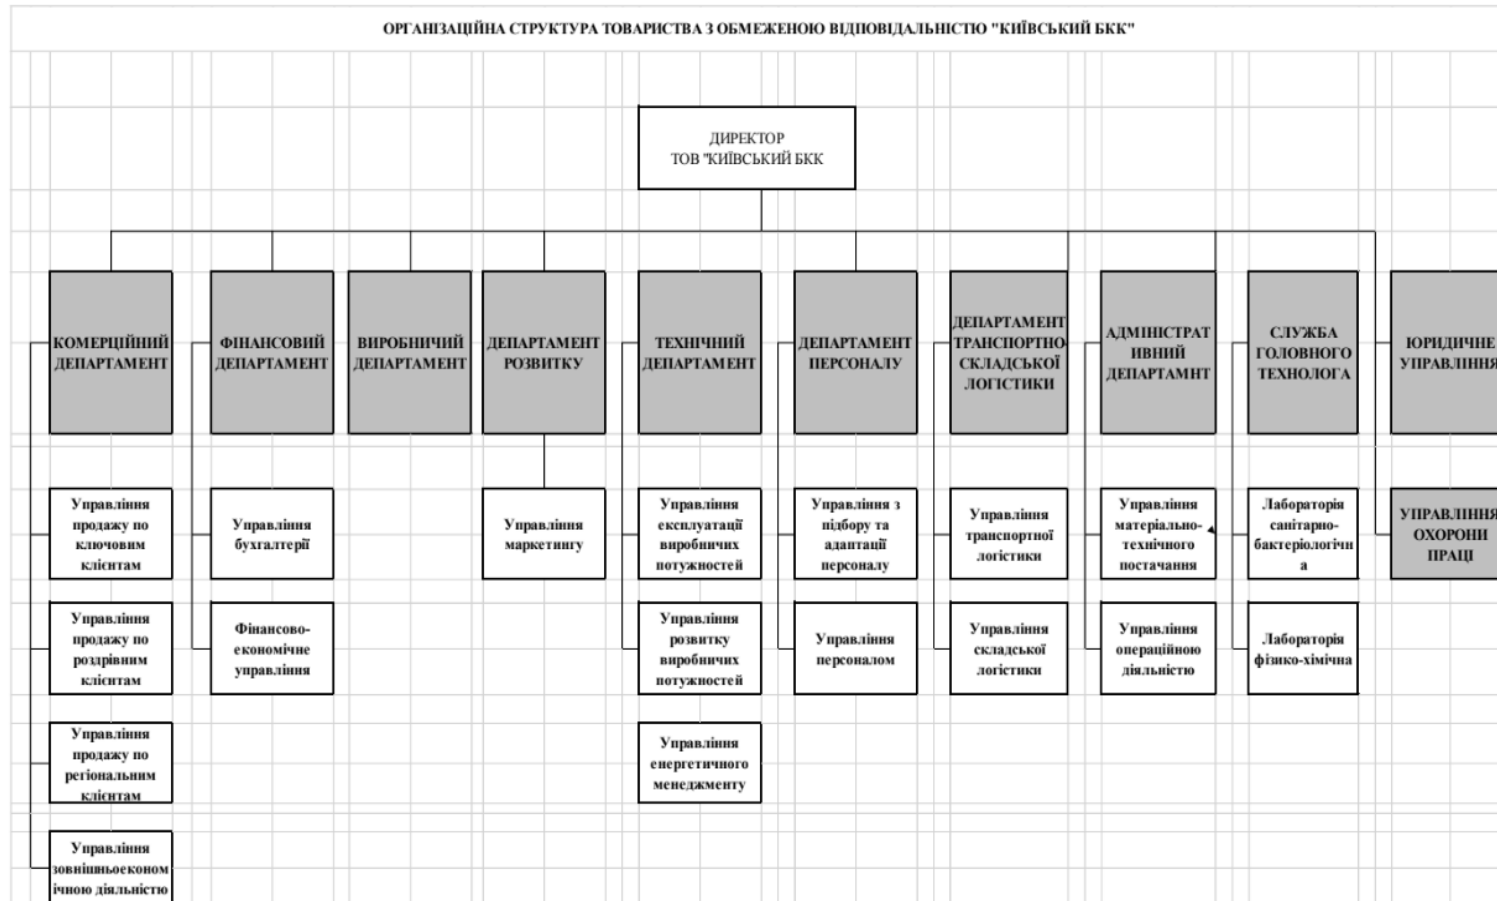 ОРГАНІЗАЦІЙНА СТРУКТУРА ТОВАРИСТВА З ОБМЕЖЕНОЮ ВІДПОВІДАЛЬНІСТЮ "КИЇВСЬКИЙ БКК"
ДИРЕКТОР
ТОВ "КИЇВСЬКИЙ БКК
КОМЕРЦІЙНИЙ
ДЕПАРТАМЕНТ
ФІНАНСОВИЙ
ДЕПАРТАМЕНТ
ВИРОБНИЧИЙ
ДЕПАРТАМЕНТ
ДЕПАРТАМЕНТ
РОЗВИТКУ
ТЕХНІЧНИЙ
ДЕПАРТАМЕНТ
ДЕПАРТАМЕНТ
ПЕРСОНАЛУ
ДЕПАРТАМЕНТ
ТРАНСПОРТНО-
СКЛАДСЬКОЇ
ЛОГІСТИКИ
АДМІНІСТРАТ
ИВНИЙ
ДЕПАРТАМНТ
СЛУЖБА
ГОЛОВНОГО
ТЕХНОЛОГА
ЮРИДИЧНЕ
УПРАВЛІННЯ
Управління
продажу по
ключовим
клієнтам
Управління
бухгалтерії
Управління
маркетингу
Управління
експлуатації
виробничих
потужностей
Управління з
підбору та
адаптації
персоналу
Управління
транспортної
логістики
Управління
матеріально-
технічного
постачання
Лабораторія
санітарно-
бактеріологічн
а
УПРАВЛІННЯ
ОХОРОНИ
ПРАЦІ
Управління
продажу по
роздрівним
клієнтам
Фінансово-
економічне
управління
Управління
розвитку
виробничих
потужностей
Управління
персоналом
Управління
складської
логістики
Управління
операційною
діяльністю
Лабораторія
фізико-хімічна
Управління
продажу по
регіональним
клієнтам
Управління
енергетичного
менеджменту
Управління
зовнішньоеконом
ічною діяльністю